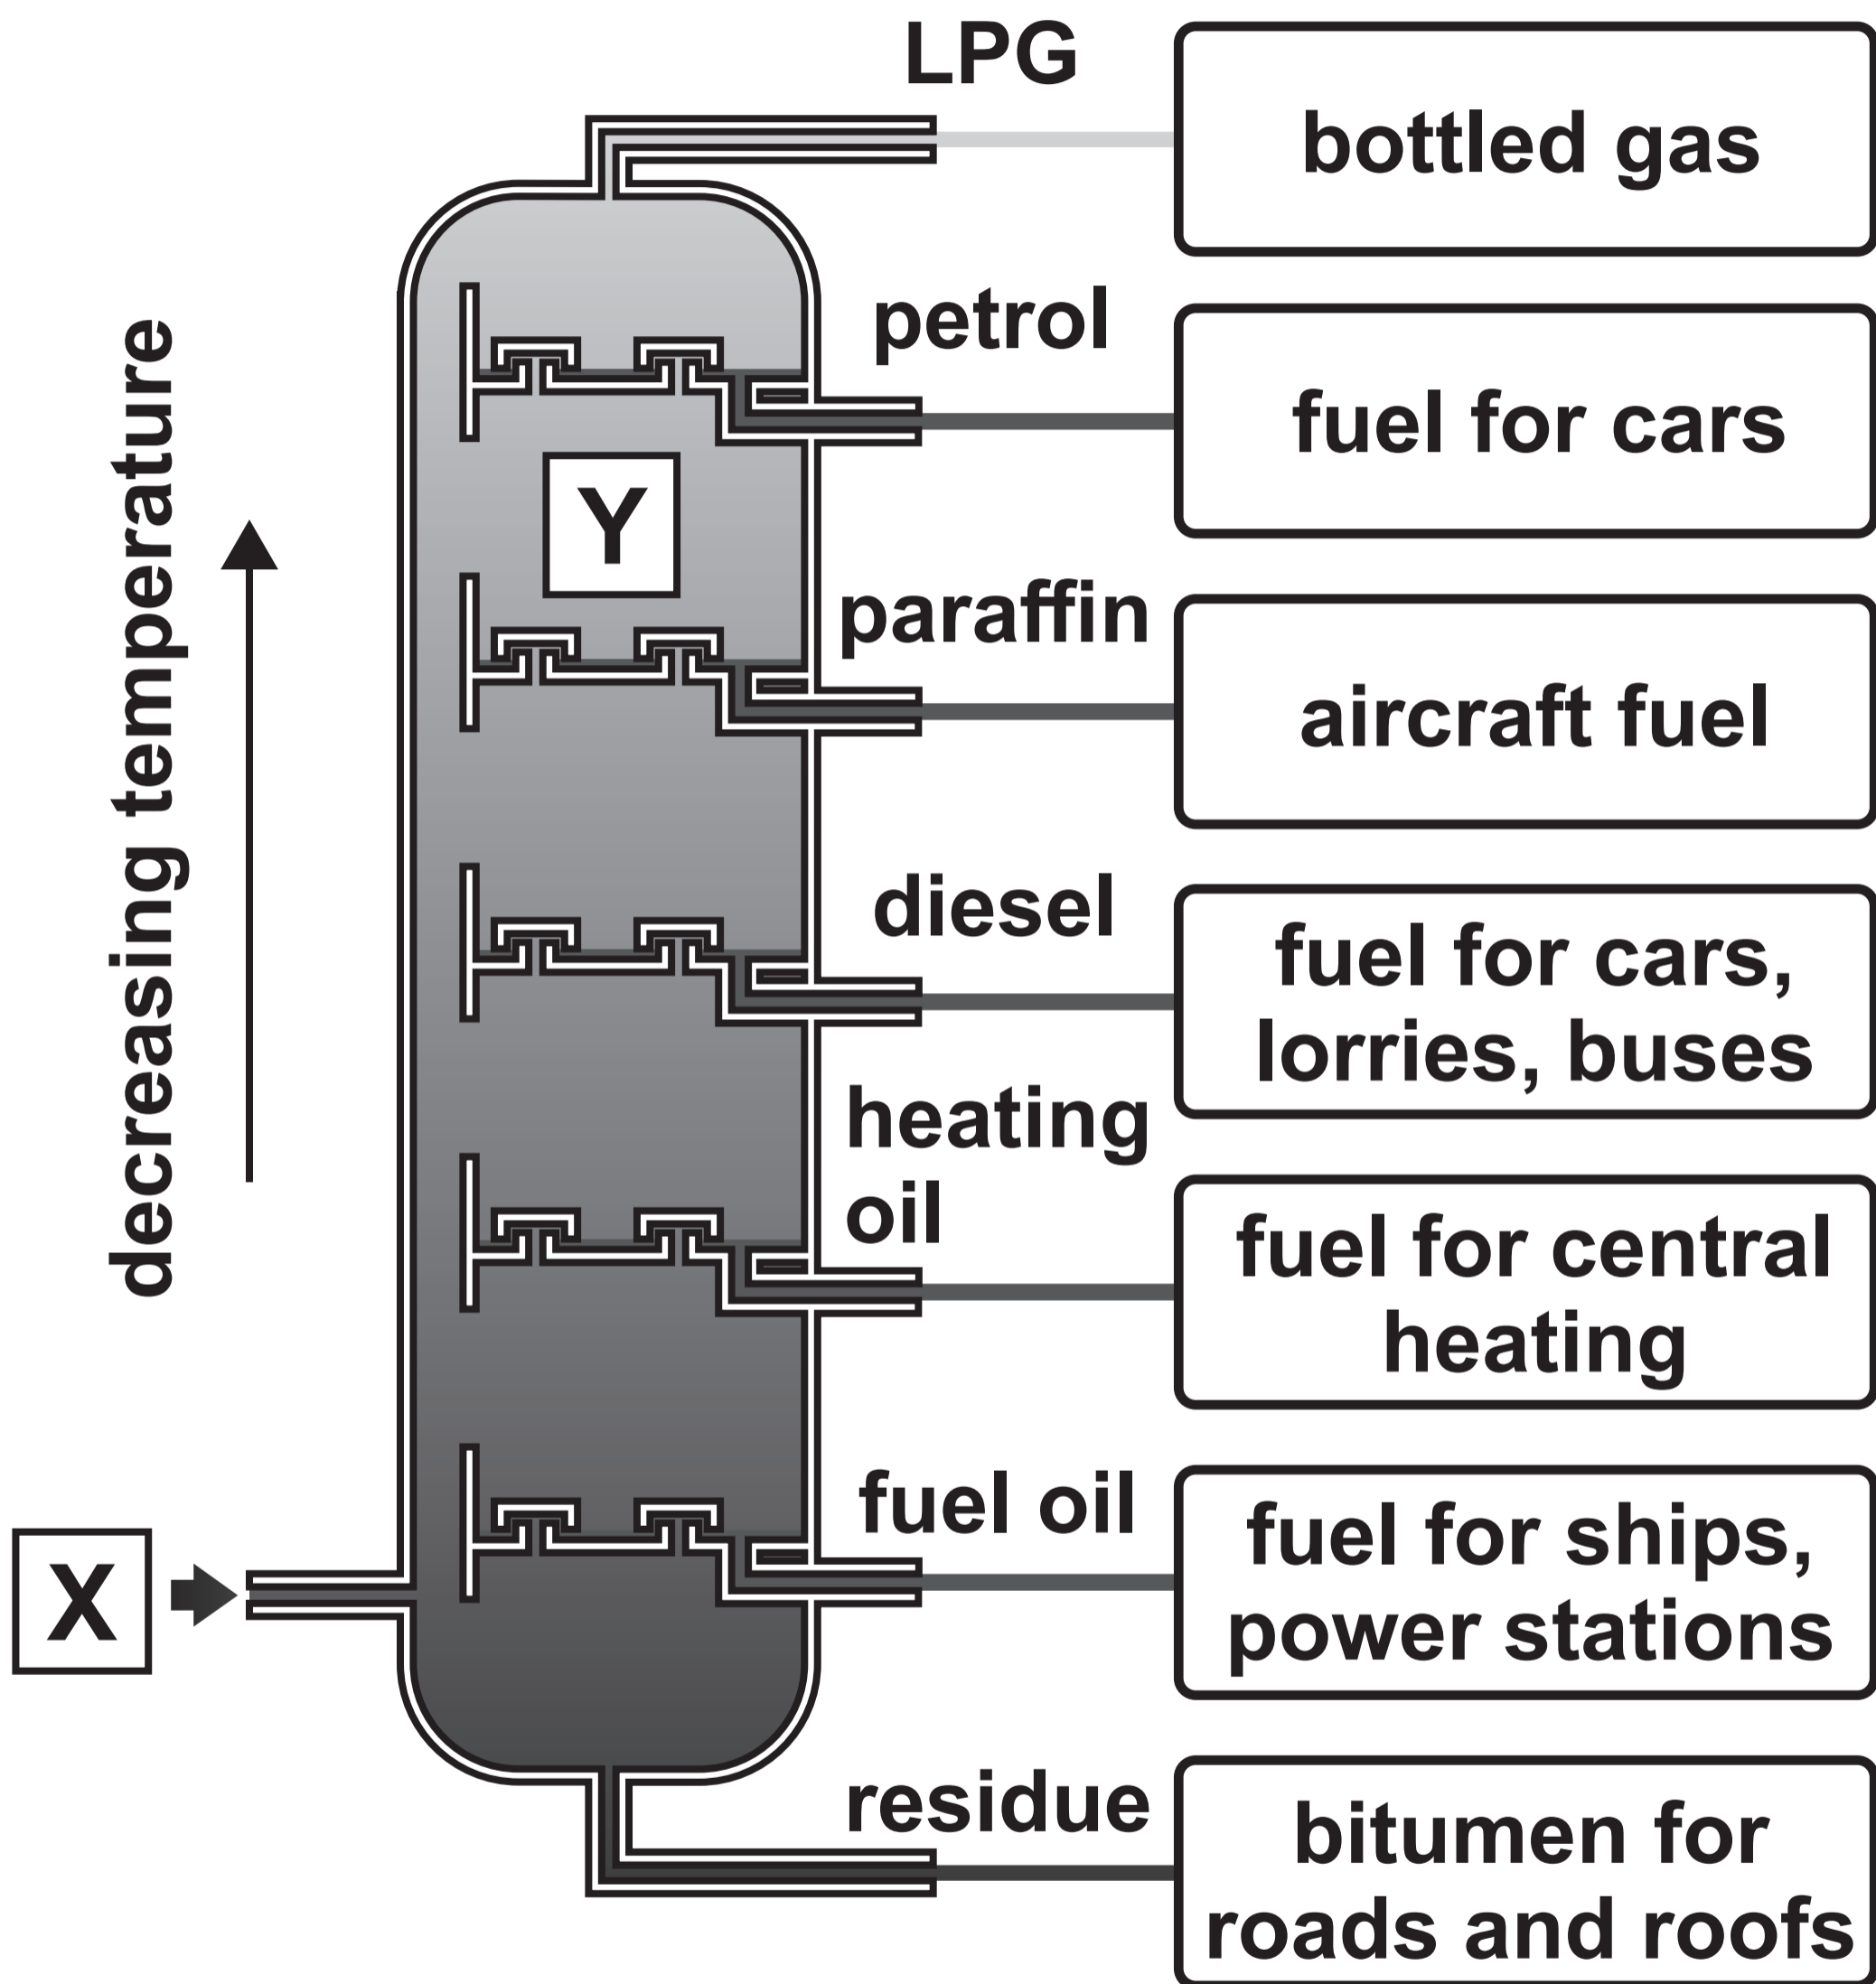 LPG
bottled gas
petrol
fuel for cars
Y
paraffin
aircraft fuel
decreasing temperature
diesel
fuel for cars,
lorries, buses
heating
oil
fuel for central
heating
X
fuel oil
fuel for ships,
power stations
residue
bitumen for
roads and roofs